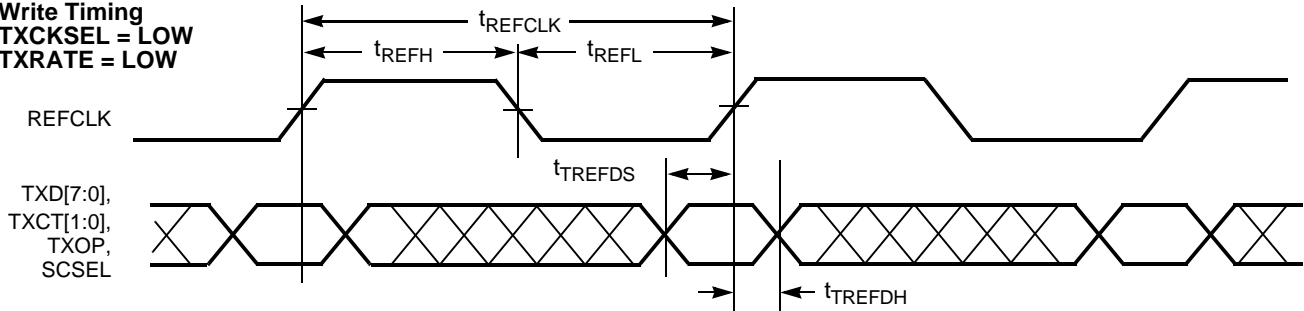 Write Timing
TXCKSEL = LOW
TXRATE = LOW
tREFCLK
tREFH
tREFL
REFCLK
tTREFDS
TXD[7:0],
TXCT[1:0],
TXOP,
SCSEL
tTREFDH